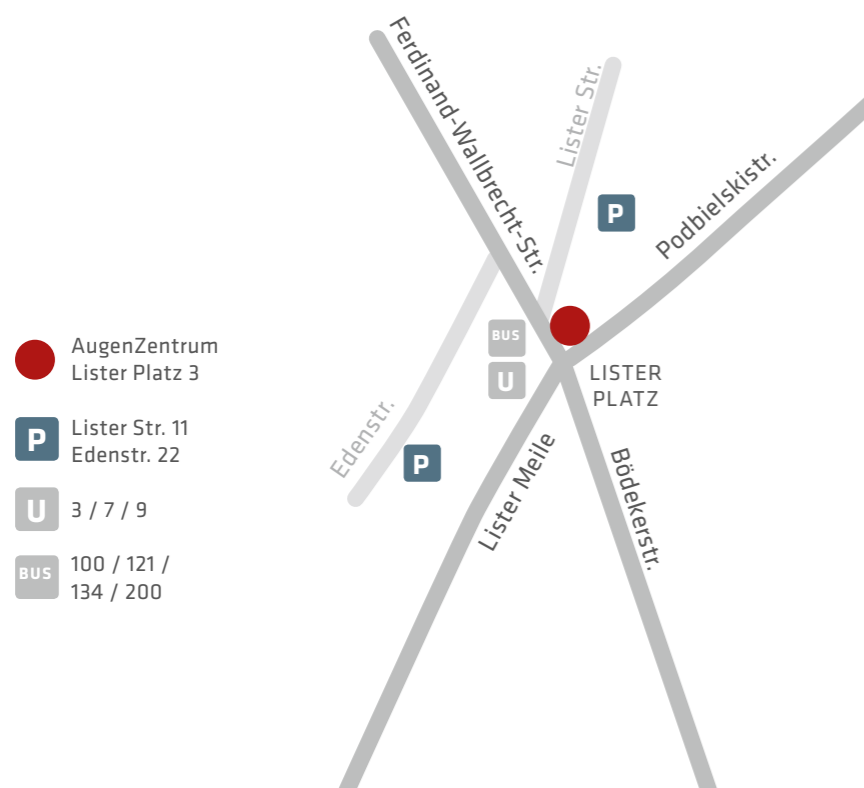 Ferdinand-Wallbrecht-Str.
Lister Str.
Podbielskistr.
P
BUS
U
LISTER
PLATZ
Edenstr.
P
Lister Meile
Bödekerstr.
AugenZentrum
Lister Platz 3
P
Lister Str. 11
Edenstr. 22
U
3 / 7 / 9
BUS
100 / 121 /
134 / 200